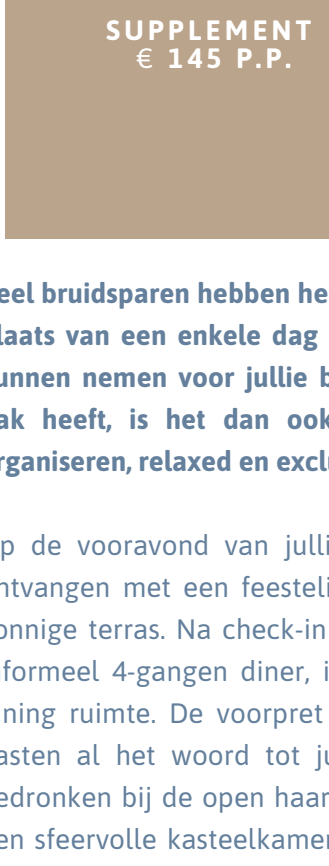 SUPPLEMENT
€ 145 P.P.
eel bruidsparen hebben he
laats van een enkele dag
unnen nemen voor jullie b
ak heeft, is het dan ook
rganiseren, relaxed en exclu
p de vooravond van julli
ntvangen met een feesteli
onnige terras. Na check-in
formeel 4-gangen diner, i
ning ruimte. De voorpret
asten al het woord tot ju
edronken bij de open haar
en sfeervolle kasteelkamer